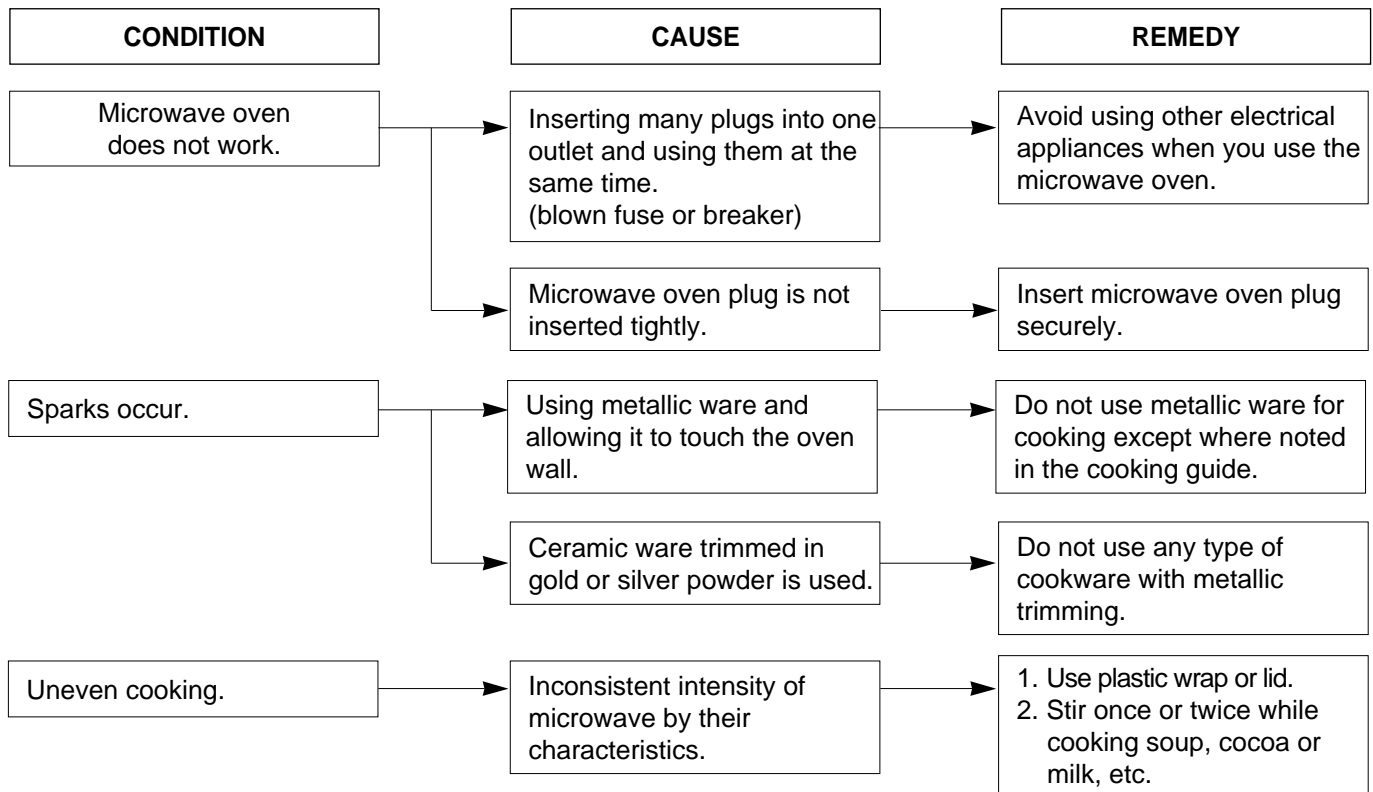 CONDITION
CAUSE
REMEDY
Microwave oven
does not work.
Inserting many plugs into one
outlet and using them at the
same time.
(blown fuse or breaker)
Avoid using other electrical
appliances when you use the
microwave oven.
Microwave oven plug is not
inserted tightly.
Insert microwave oven plug
securely.
Sparks occur.
Using metallic ware and
allowing it to touch the oven
wall.
Do not use metallic ware for
cooking except where noted
in the cooking guide.
Ceramic ware trimmed in
gold or silver powder is used.
Do not use any type of
cookware with metallic
trimming.
Uneven cooking.
Inconsistent intensity of
microwave by their
characteristics.
1. Use plastic wrap or lid.
2. Stir once or twice while
cooking soup, cocoa or
milk, etc.